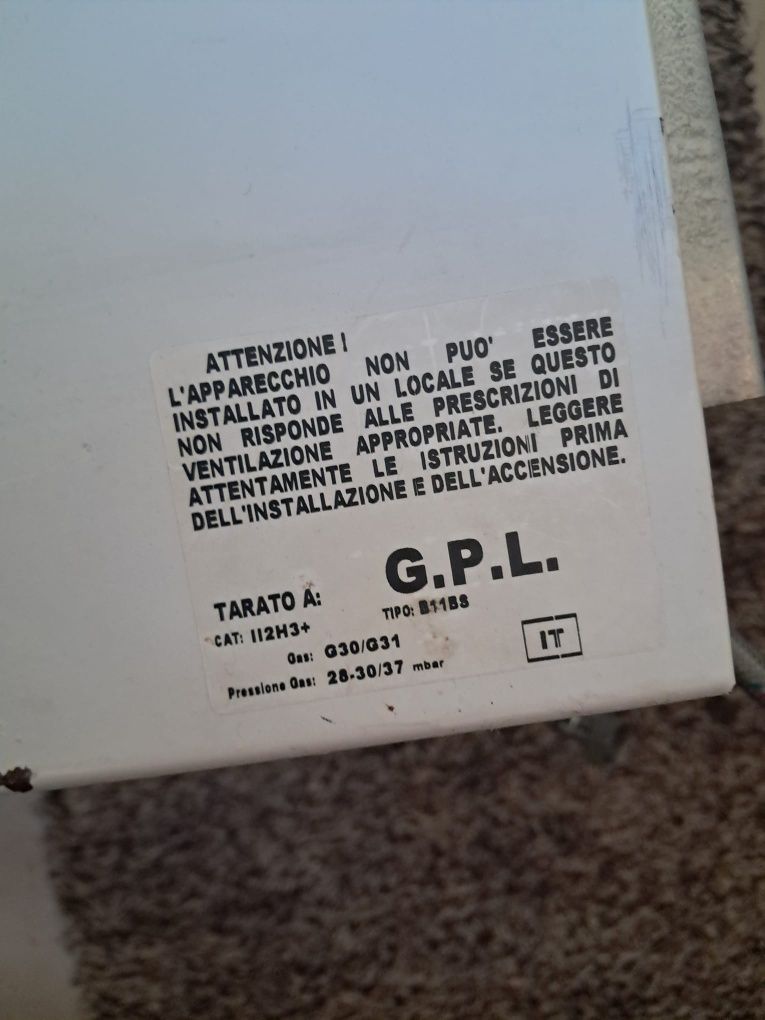 ATTENZIONE!
L'APPARECCHIO NON PUO' ESSERE
INSTALLATO IN UN LOCALE SE QUESTO
NON RISPONDE ALLE PRESCRIZIONI DI
VENTILAZIONE APPROPRIATE. LEGGERE
ATTENTAMENTE LE ISTRUZIONI PRIMA
DELL'INSTALLAZIONE E DELL'ACCENSIONE.
TARATO A: G.P.L.
CAT: II2H3+ TIPO: B11BS
Gas: G30/G31
IT
Pressione Gas: 28-30/37 mbar